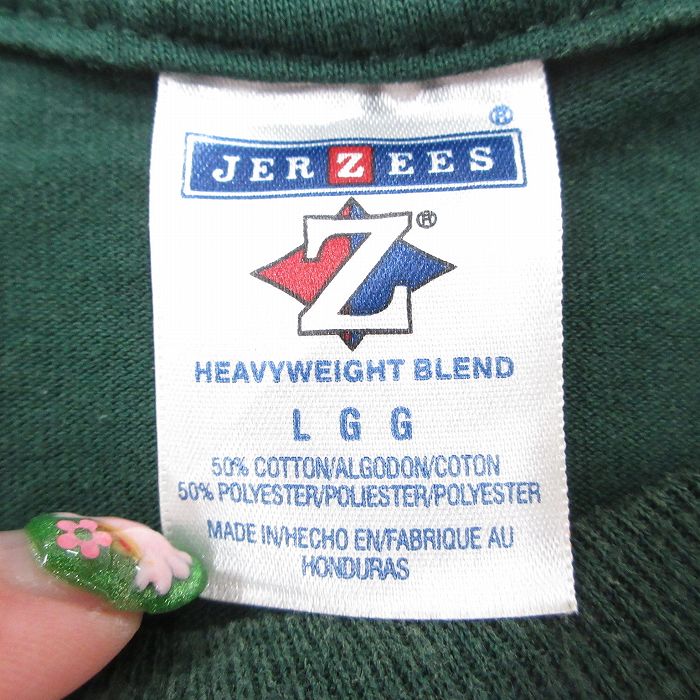 ®
JERZEES
Z®
HEAVYWEIGHT BLEND
L G G
50% COTTON/ALGODON/COTON
50% POLYESTER/POLIESTER/POLYESTER
MADE IN/HECHO EN/FABRIQUE AU
HONDURAS